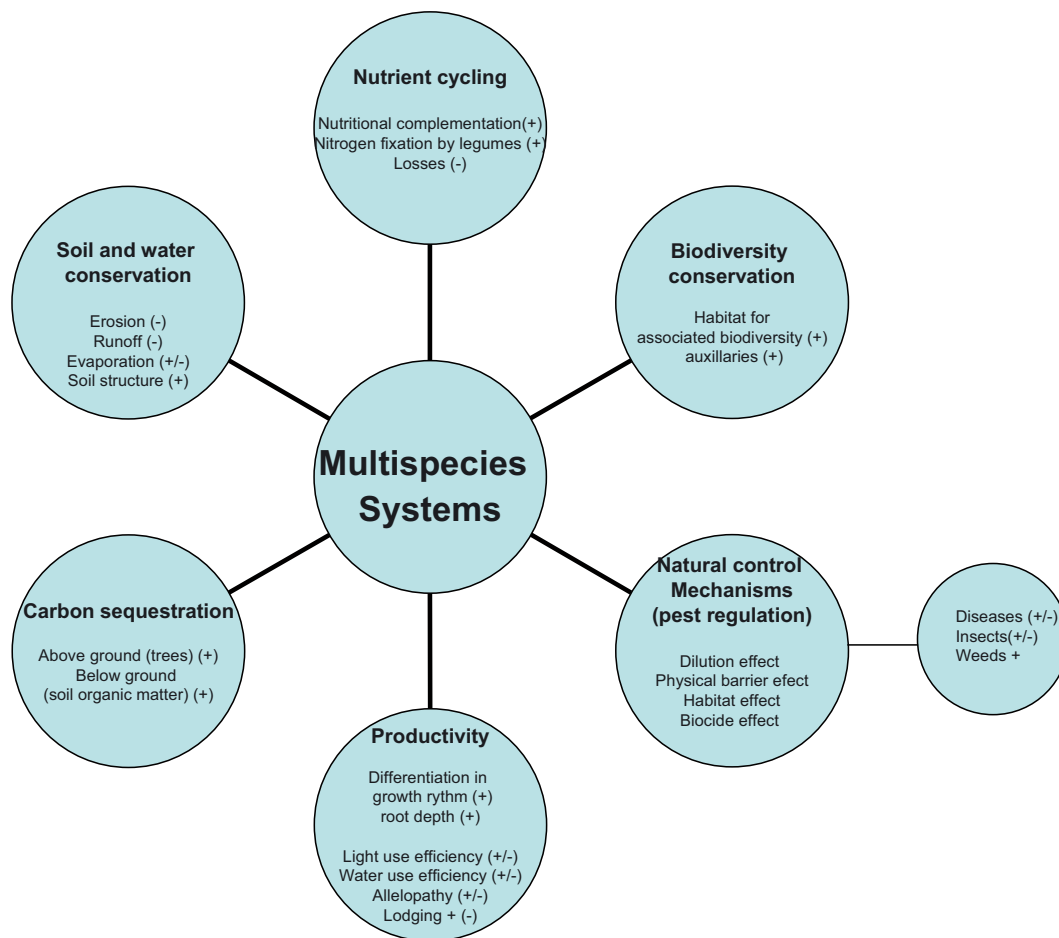 Nutrient cycling
Nutritional complementation(+)
Nitrogen fixation by legumes (+)
Losses (-)
Soil and water
conservation
Erosion (-)
Runoff (-)
Evaporation (+/-)
Soil structure (+)
Biodiversity
conservation
Habitat for
associated biodiversity (+)
auxillaries (+)
Multispecies
Systems
Carbon sequestration
Above ground (trees) (+)
Below ground
(soil organic matter) (+)
Natural control
Mechanisms
(pest regulation)
Dilution effect
Physical barrier efect
Habitat effect
Biocide effect
Diseases (+/-)
Insects(+/-)
Weeds +
Productivity
Differentiation in
growth rythm (+)
root depth (+)
Light use efficiency (+/-)
Water use efficiency (+/-)
Allelopathy (+/-)
Lodging + (-)